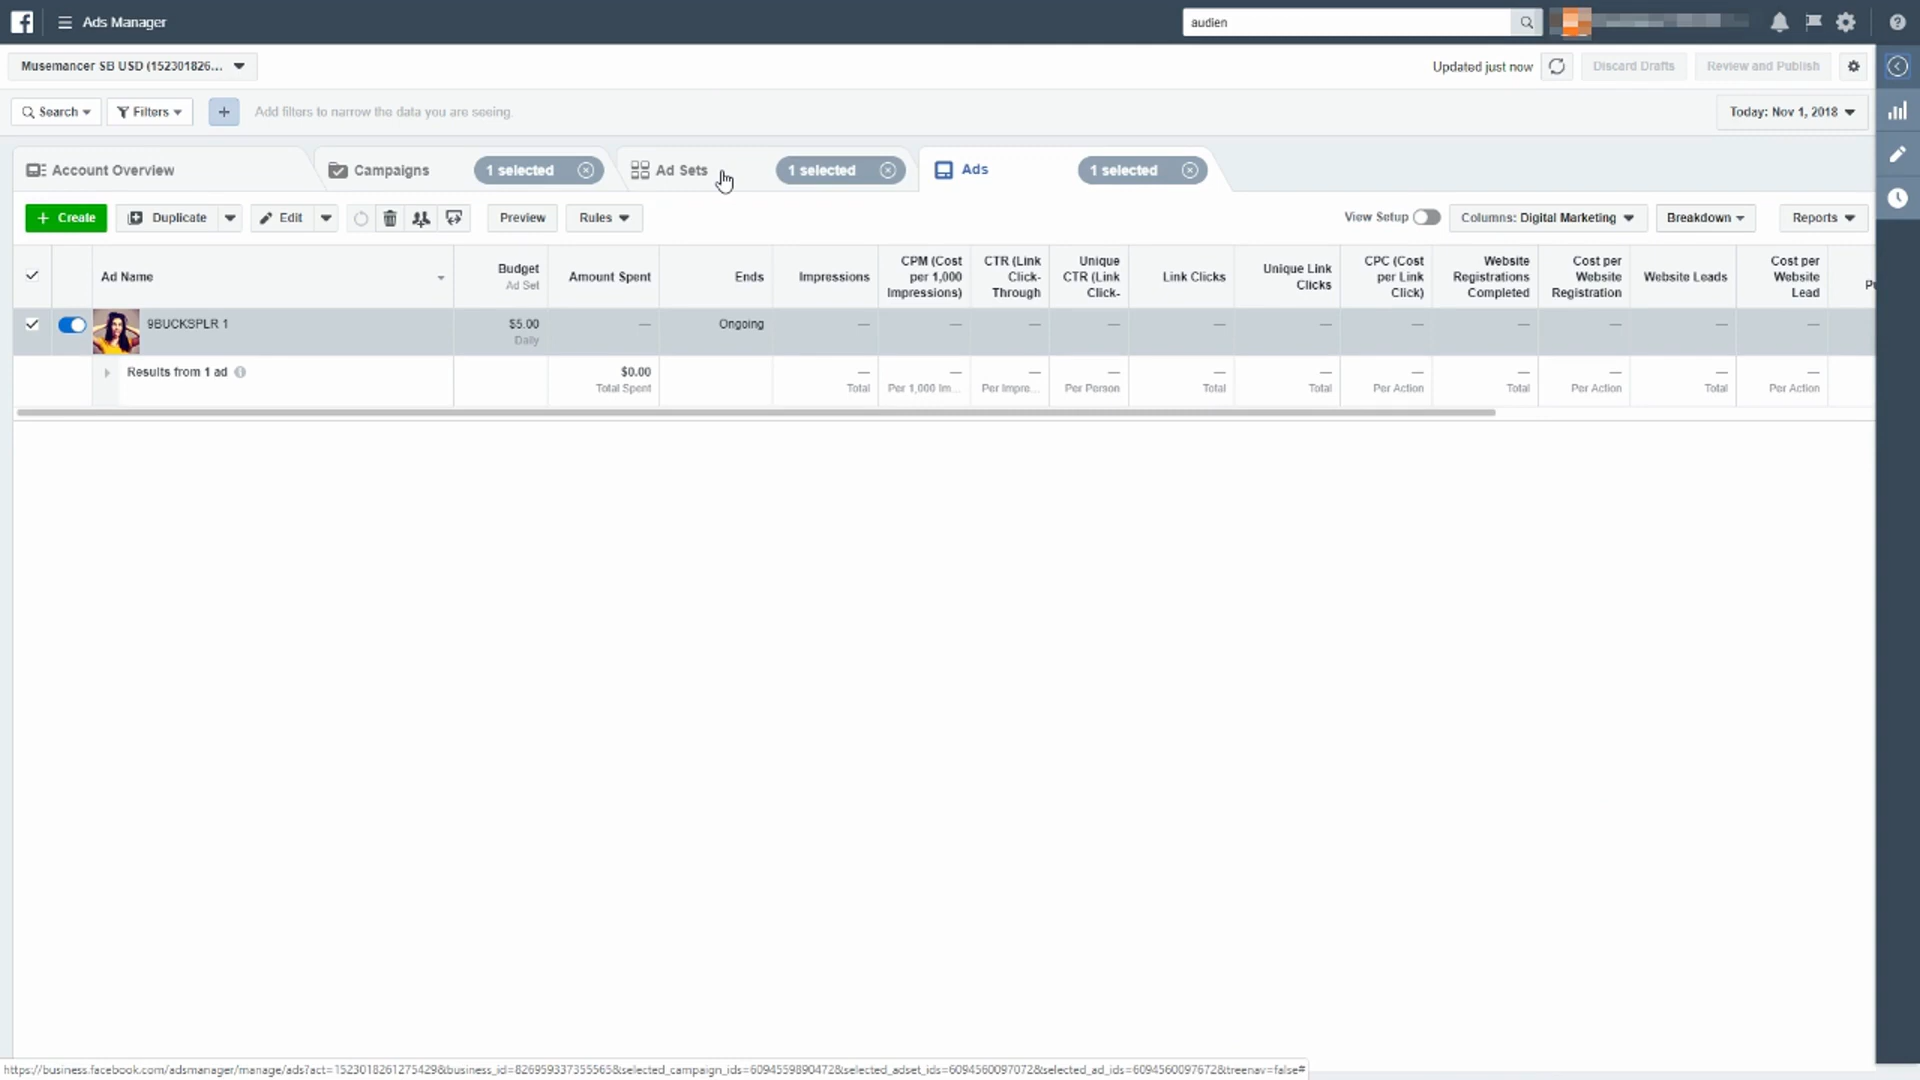 Ads Manager
audien
Musemancer SB USD (152301826...
Updated just now
Discard Drafts
Review and Publish
Search
Filters
+
Add filters to narrow the data you are seeing.
Today: Nov 1, 2018
Account Overview
Campaigns
1 selected
Ad Sets
1 selected
Ads
1 selected
+ Create
Duplicate
Edit
Preview
Rules
View Setup
Columns: Digital Marketing
Breakdown
Reports
Ad Name
Budget
Ad Set
Amount Spent
Ends
Impressions
CPM (Cost
per 1,000
Impressions)
CTR (Link
Click-
Through
Unique
CTR (Link
Click-
Link Clicks
Unique Link
Clicks
CPC (Cost
per Link
Click)
Website
Registrations
Completed
Cost per
Website
Registration
Website Leads
Cost per
Website
Lead
Pu
9BUCKSPLR 1
$5.00
Daily
—
Ongoing
— — — — — — — — — — —
Results from 1 ad
$0.00
Total Spent
— — — — — — — — — —
Total
Per 1,000 Im...
Per Impre...
Per Person
Total
Total
Per Action
Total
Per Action
Total
Per Action
https://business.facebook.com/adsmanager/manage/ads?act=1523018261275429&business_id=826959337355565&selected_campaign_ids=6094559890472&selected_adset_ids=6094560097072&selected_ad_ids=6094560097672&treenav=false#